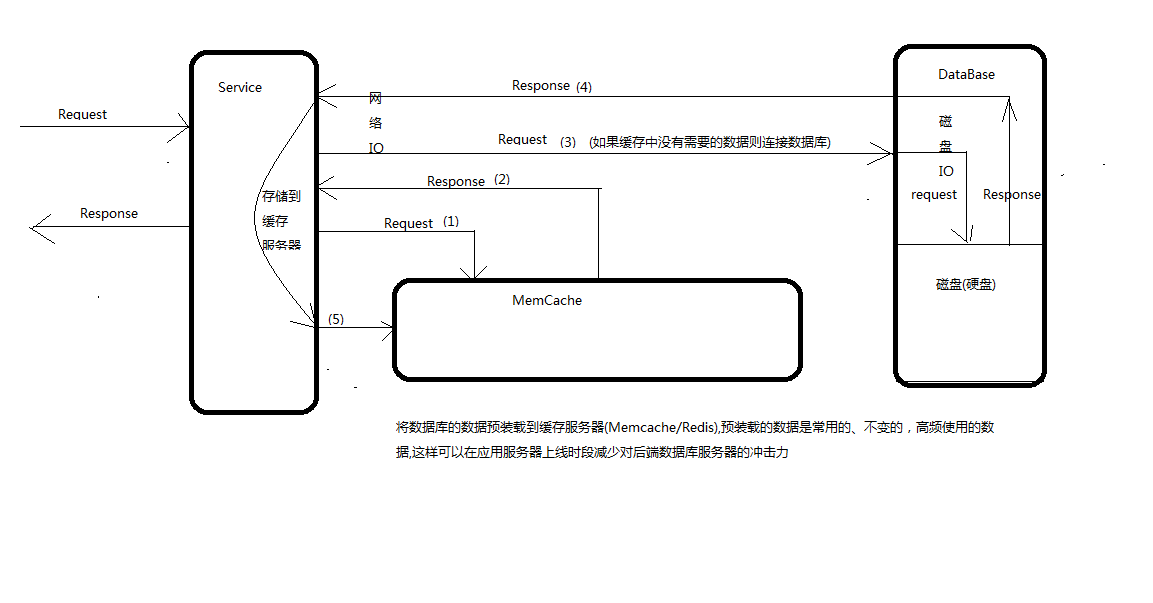 Service
DataBase
Response (4)
网
络
IO
Request
磁
盘
IO
Request (3) (如果缓存中没有需要的数据则连接数据库)
request
Response
Response (2)
存储到
缓存
服务器
Response
Request (1)
磁盘(硬盘)
MemCache
(5)
将数据库的数据预装载到缓存服务器(Memcache/Redis),预装载的数据是常用的、不变的，高频使用的数
据,这样可以在应用服务器上线时段减少对后端数据库服务器的冲击力